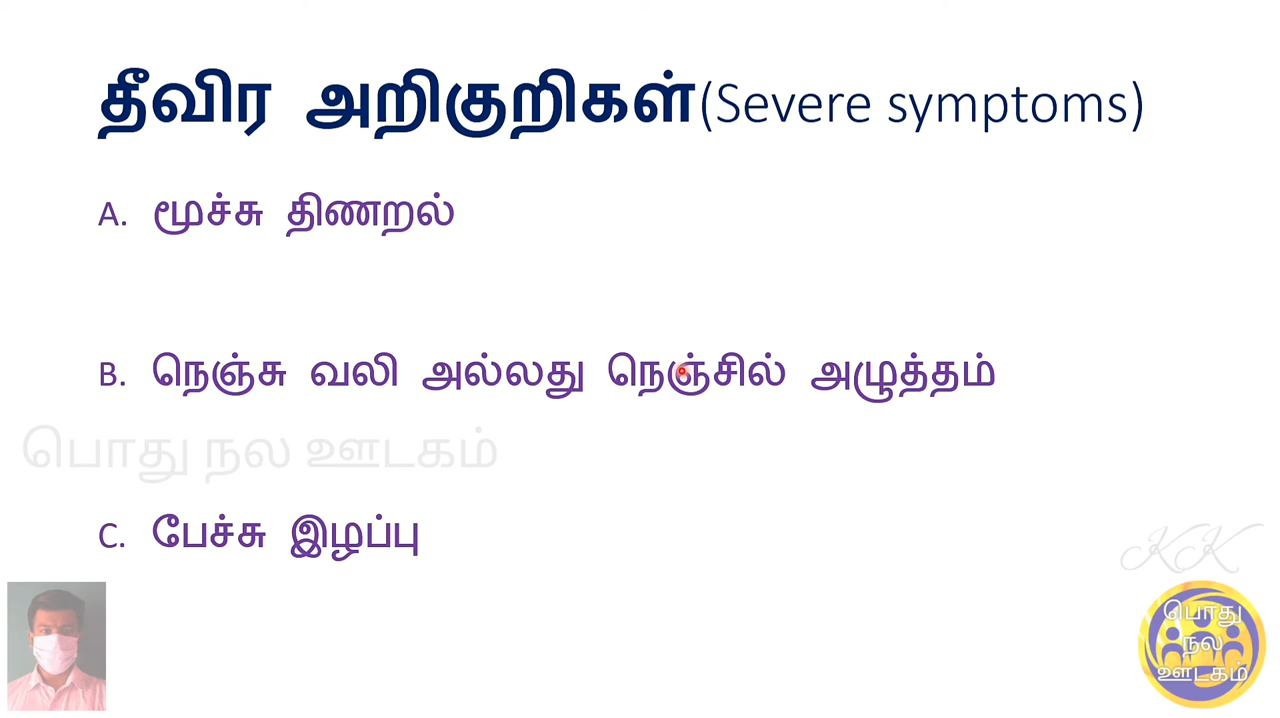 தீவிர அறிகுறிகள்(Severe symptoms)
A. மூச்சு திணறல்
B. நெஞ்சு வலி அல்லது நெஞ்சில் அழுத்தம்
பொது நல ஊடகம்
C. பேச்சு இழப்பு
KK
பொது
நல
ஊடகம்